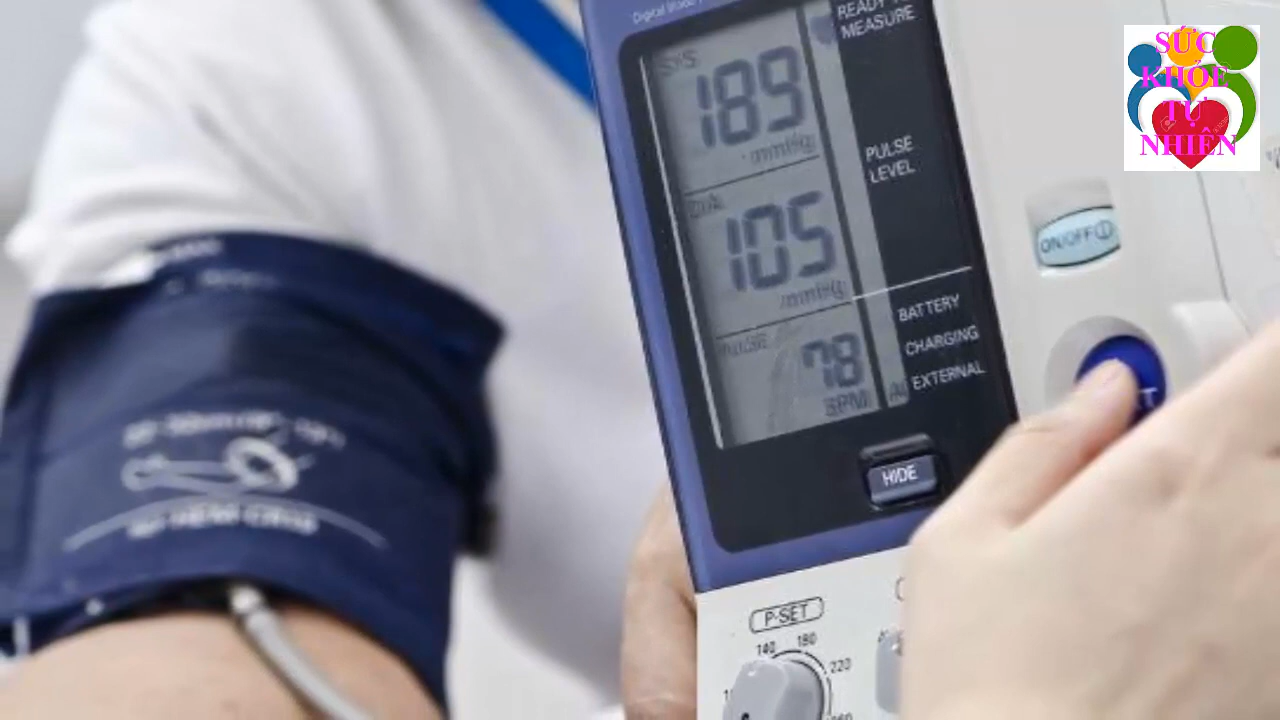 READY TO
MEASURE
SYS
189
mmHg
PULSE
LEVEL
DIA
105
mmHg
BATTERY
CHARGING
EXTERNAL
PULSE
78
BPM
HIDE
ON/OFF
P-SET
140
180
220
SỨC
KHỎE
TỰ
NHIÊN